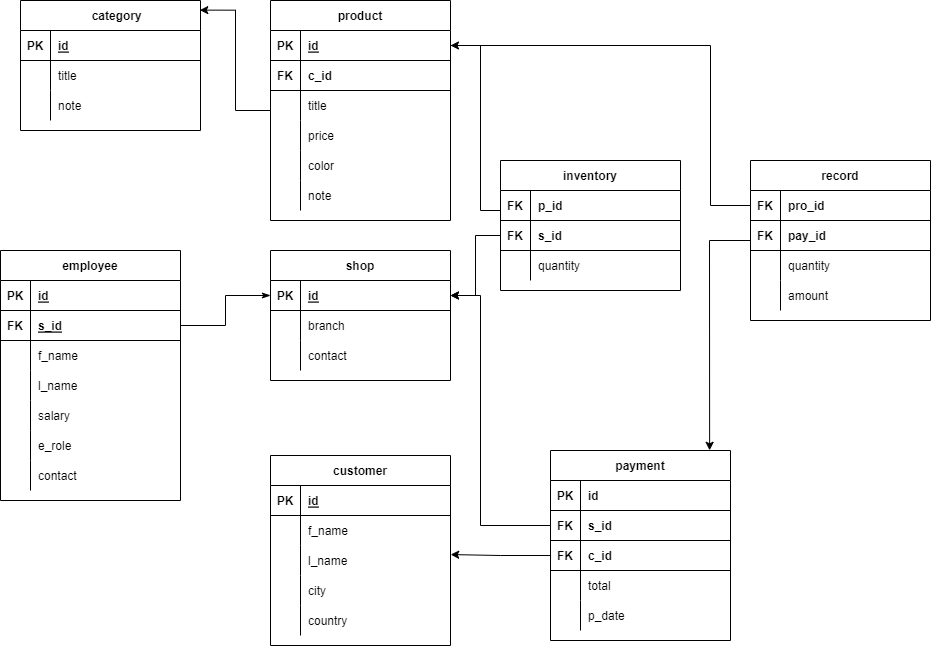 category
PK id
title
note
product
PK id
FK c_id
title
price
color
note
inventory
FK p_id
FK s_id
quantity
record
FK pro_id
FK pay_id
quantity
amount
employee
PK id
FK s_id
f_name
l_name
salary
e_role
contact
shop
PK id
branch
contact
customer
PK id
f_name
l_name
city
country
payment
PK id
FK s_id
FK c_id
total
p_date